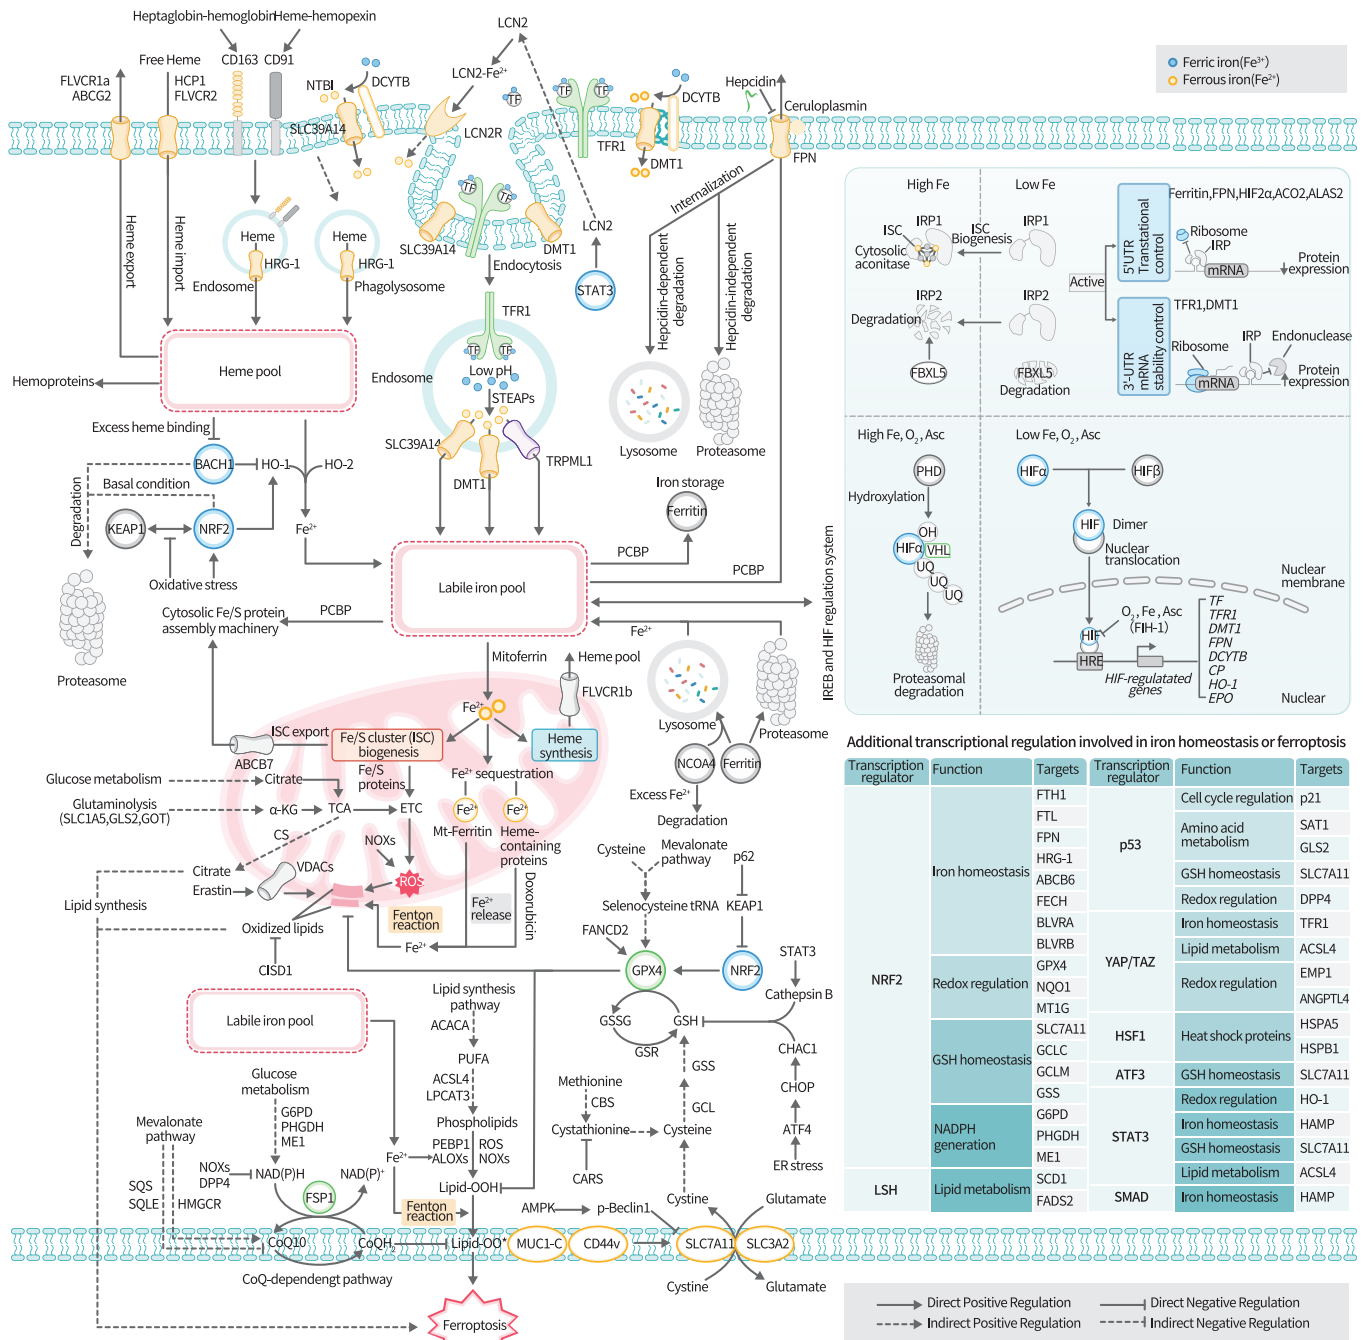 Heptaglobin-hemoglobin
Heme-hemopexin
LCN2
Free Heme
CD163
CD91
FLVCR1a
ABCG2
HCP1
FLVCR2
NTBI
DCYTB
LCN2-Fe²⁺
TF
TF
TF
DCYTB
Hepcidin
Ceruloplasmin
Ferric iron(Fe³⁺)
Ferrous iron(Fe²⁺)
SLC39A14
LCN2R
TF
TFR1
DMT1
FPN
Heme export
Heme import
Heme
HRG-1
Endosome
Heme
HRG-1
Phagolysosome
TF
TF
SLC39A14
DMT1
Endocytosis
LCN2
STAT3
Internalization
Hepcidin-dependent
degradation
Hepcidin-independent
degradation
TFR1
TF
TF
Low pH
Endosome
STEAPs
SLC39A14
DMT1
TRPML1
Lysosome
Proteasome
Heme pool
Hemoproteins
Excess heme binding
BACH1
HO-1
HO-2
Basal condition
Degradation
KEAP1
NRF2
Fe²⁺
Oxidative stress
Proteasome
Iron storage
Ferritin
PCBP
PCBP
Labile iron pool
Cytosolic Fe/S protein
assembly machinery
PCBP
IREB and HIF regulation system
Mitoferrin
Heme pool
FLVCR1b
Fe²⁺
Fe²⁺
Lysosome
Proteasome
NCOA4
Ferritin
Excess Fe²⁺
Degradation
ISC export
ABCB7
Fe/S cluster (ISC)
biogenesis
Heme
synthesis
Fe/S
proteins
Fe²⁺ sequestration
Glucose metabolism
Citrate
Glutaminolysis
(SLC1A5,GLS2,GOT)
α-KG
TCA
ETC
Fe²⁺
Fe²⁺
Mt-Ferritin
Heme-
containing
proteins
CS
NOXs
Citrate
VDACs
Erastin
ROS
Lipid synthesis
Oxidized lipids
Fenton
reaction
Fe²⁺
release
Doxorubicin
Fe²⁺
CISD1
Cysteine
Mevalonate
pathway
p62
Selenocysteine tRNA
KEAP1
FANCD2
GPX4
NRF2
STAT3
Cathepsin B
GSSG
GSH
GSR
CHAC1
CHOP
ATF4
ER stress
GSS
GCL
Methionine
CBS
Cystathionine
Cysteine
CARS
Cystine
Glutamate
Labile iron pool
Lipid synthesis
pathway
ACACA
PUFA
ACSL4
LPCAT3
Phospholipids
PEBP1
ALOXs
ROS
NOXs
Fe²⁺
Lipid-OOH
Fenton
reaction
Lipid-OO*
Glucose
metabolism
G6PD
PHGDH
ME1
Mevalonate
pathway
NOXs
DPP4
NAD(P)H
NAD(P)⁺
FSP1
SQS
SQLE
HMGCR
CoQ10
CoQH₂
CoQ-dependengt pathway
AMPK
p-Beclin1
MUC1-C
CD44v
SLC7A11
SLC3A2
Cystine
Glutamate
Ferroptosis
High Fe
Low Fe
IRP1
IRP1
ISC
ISC
Biogenesis
Cytosolic
aconitase
IRP2
IRP2
Degradation
FBXL5
FBXL5
Degradation
Active
5'UTR
Transtational
control
Ferritin,FPN,HIF2α,ACO2,ALAS2
Ribosome
IRP
mRNA
Protein
expression
3'-UTR
mRNA
stability control
TFR1,DMT1
Ribosome
IRP
Endonuclease
mRNA
Protein
expression
High Fe, O₂, Asc
Low Fe, O₂, Asc
PHD
Hydroxylation
OH
HIFα
VHL
UQ
UQ
UQ
Proteasomal
degradation
HIFα
HIFβ
HIF
Dimer
Nuclear
translocation
Nuclear
membrane
O₂, Fe, Asc
(FIH-1)
HIF
HRE
HIF-regulatated
genes
TF
TFR1
DMT1
FPN
DCYTB
CP
HO-1
EPO
Nuclear
Additional transcriptional regulation involved in iron homeostasis or ferroptosis
Transcription
regulator
Function
Targets
NRF2
Iron homeostasis
FTH1
FTL
FPN
HRG-1
ABCB6
FECH
BLVRA
BLVRB
Redox regulation
GPX4
NQO1
MT1G
GSH homeostasis
SLC7A11
GCLC
GCLM
GSS
NADPH
generation
G6PD
PHGDH
ME1
LSH
Lipid metabolism
SCD1
FADS2
Transcription
regulator
Function
Targets
p53
Cell cycle regulation
p21
Amino acid
metabolism
SAT1
GLS2
GSH homeostasis
SLC7A11
Redox regulation
DPP4
YAP/TAZ
Iron homeostasis
TFR1
Lipid metabolism
ACSL4
Redox regulation
EMP1
ANGPTL4
HSF1
Heat shock proteins
HSPA5
HSPB1
ATF3
GSH homeostasis
SLC7A11
STAT3
Redox regulation
HO-1
Iron homeostasis
HAMP
GSH homeostasis
SLC7A11
Lipid metabolism
ACSL4
SMAD
Iron homeostasis
HAMP
Direct Positive Regulation
Direct Negative Regulation
Indirect Positive Regulation
Indirect Negative Regulation